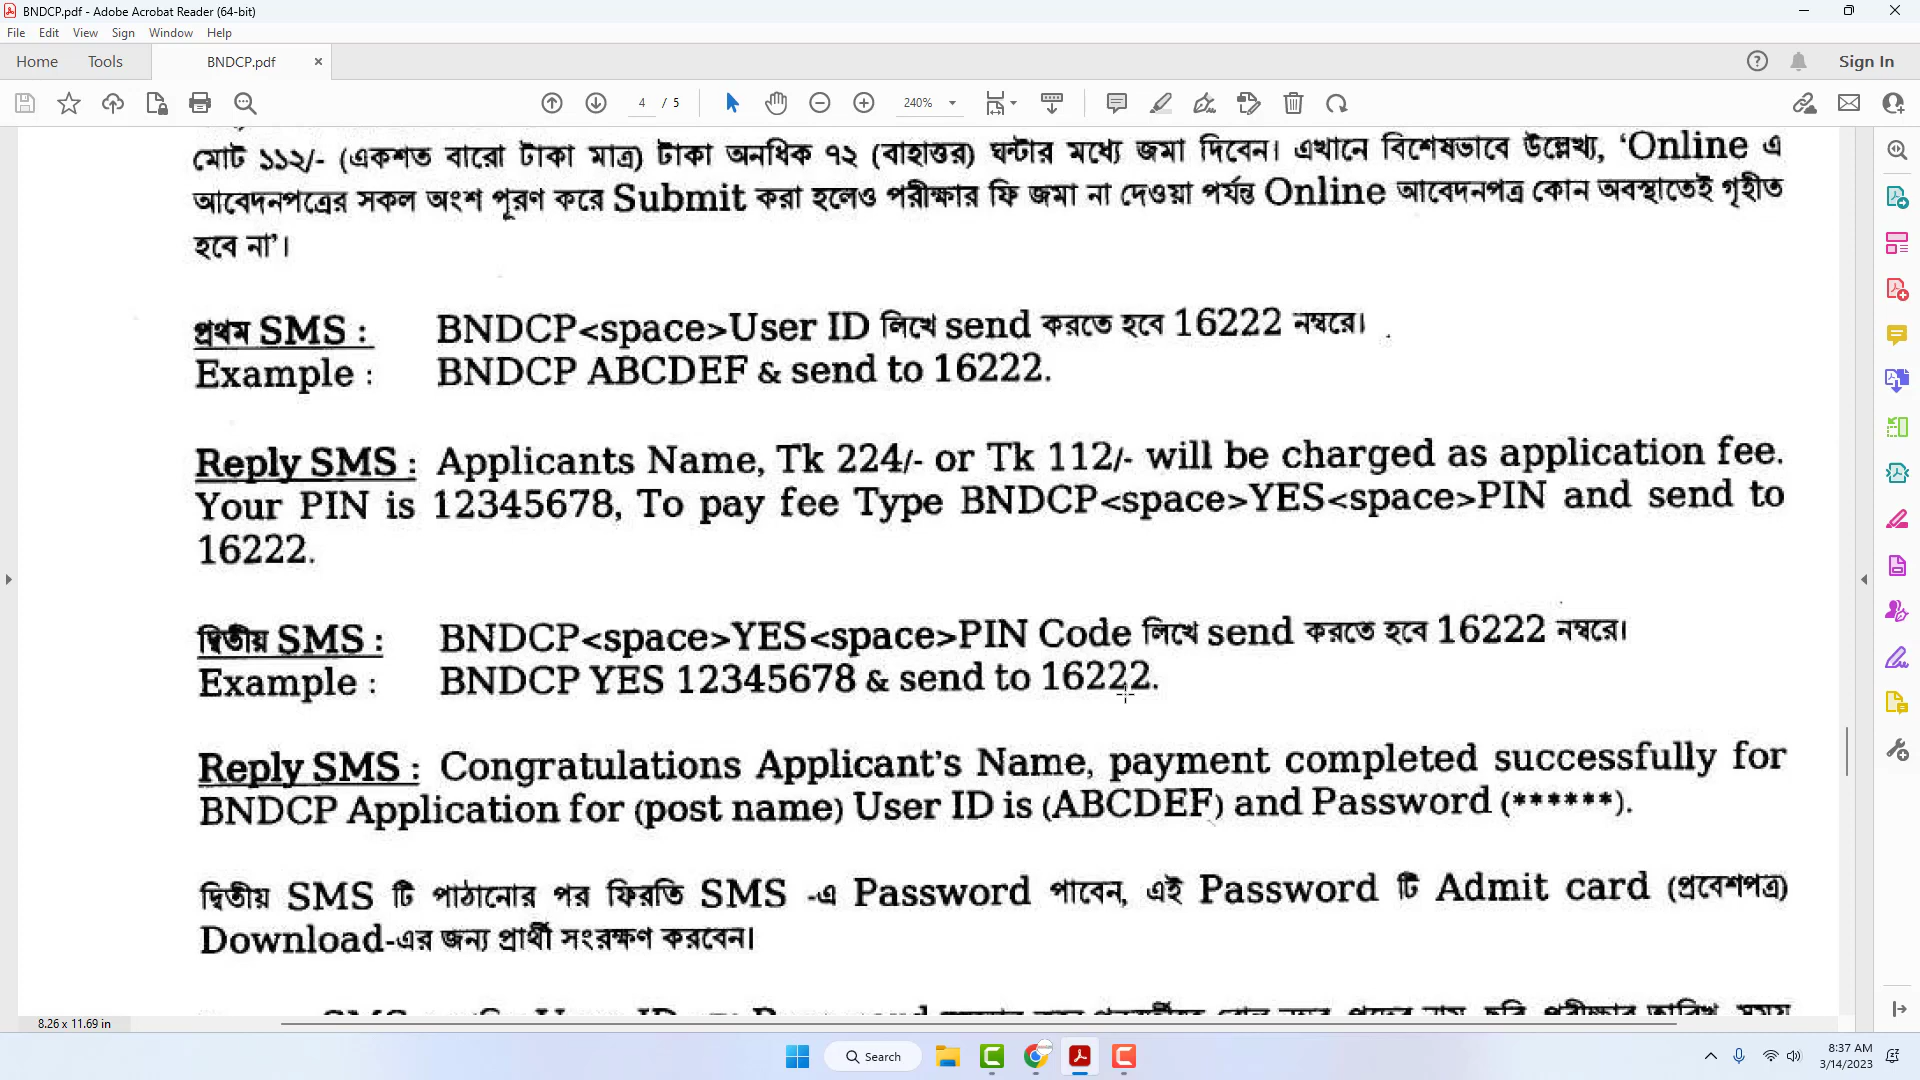 BNDCP.pdf - Adobe Acrobat Reader (64-bit)
File Edit View Sign Window Help
Home Tools BNDCP.pdf Sign In
4 / 5 240%
মোট ১১২/- (একশত বারো টাকা মাত্র) টাকা অনধিক ৭২ (বাহাত্তর) ঘন্টার মধ্যে জমা দিবেন। এখানে বিশেষভাবে উল্লেখ্য, ‘Online এ
আবেদনপত্রের সকল অংশ পূরণ করে Submit করা হলেও পরীক্ষার ফি জমা না দেওয়া পর্যন্ত Online আবেদনপত্র কোন অবস্থাতেই গৃহীত
হবে না’।
প্রথম SMS : BNDCP<space>User ID লিখে send করতে হবে 16222 নম্বরে।
Example : BNDCP ABCDEF & send to 16222.
Reply SMS : Applicants Name, Tk 224/- or Tk 112/- will be charged as application fee.
Your PIN is 12345678, To pay fee Type BNDCP<space>YES<space>PIN and send to
16222.
দ্বিতীয় SMS : BNDCP<space>YES<space>PIN Code লিখে send করতে হবে 16222 নম্বরে।
Example : BNDCP YES 12345678 & send to 16222.
Reply SMS : Congratulations Applicant’s Name, payment completed successfully for
BNDCP Application for (post name) User ID is (ABCDEF) and Password (******).
দ্বিতীয় SMS টি পাঠানোর পর ফিরতি SMS -এ Password পাবেন, এই Password টি Admit card (প্রবেশপত্র)
Download-এর জন্য প্রার্থী সংরক্ষণ করবেন।
8.26 x 11.69 in
Search
8:37 AM
3/14/2023